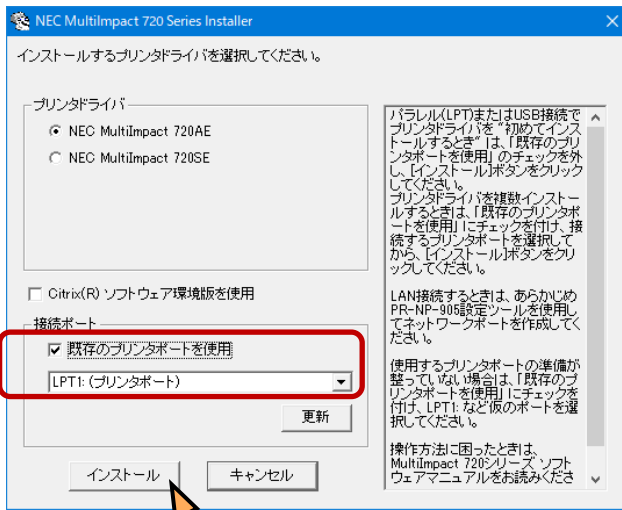 NEC MultiImpact 720 Series Installer
インストールするプリンタドライバを選択してください。
プリンタドライバ
NEC MultiImpact 720AE
NEC MultiImpact 720SE
Citrix(R) ソフトウェア環境版を使用
接続ポート
既存のプリンタポートを使用
LPT1: (プリンタポート)
更新
インストール
キャンセル
パラレル(LPT)またはUSB接続で
プリンタドライバを“初めてインス
トールするとき”は、「既存のプリ
ンタポートを使用」のチェックを外
し、[インストール]ボタンをクリック
してください。
プリンタドライバを複数インストー
ルするときは、「既存のプリンタポ
ートを使用」にチェックを付け、接
続するプリンタポートを選択して
から、[インストール]ボタンをクリ
ックしてください。
LAN接続するときは、あらかじめ
PR-NP-905設定ツールを使用し
てネットワークポートを作成してく
ださい。
使用するプリンタポートの準備が
整っていない場合は、「既存のプ
リンタポートを使用」にチェックを
付け、LPT1: など仮のポートを選
択してください。
操作方法に困ったときは、
MultiImpact 720シリーズ ソフト
ウェアマニュアルをお読みくださ